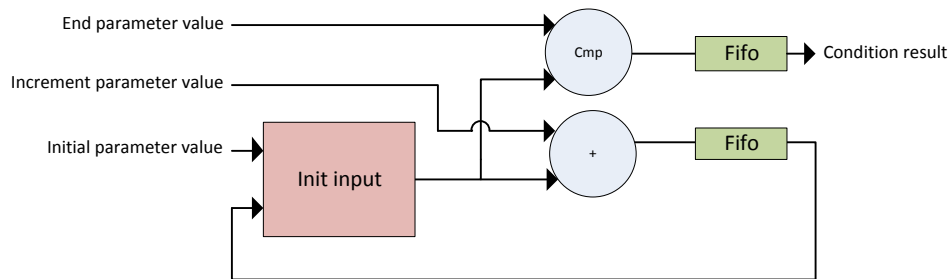 End parameter value
Cmp
Fifo
Condition result
Increment parameter value
Initial parameter value
Init input
+
Fifo